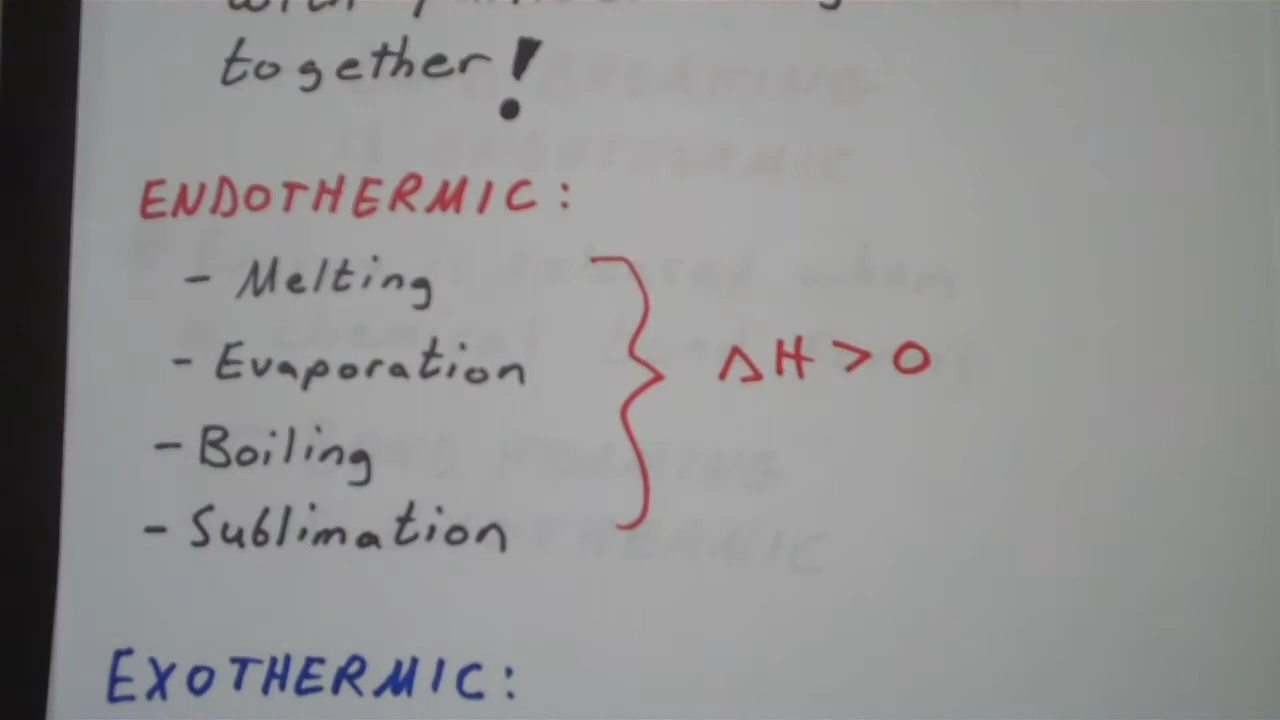 together!
ENDOTHERMIC:
- Melting
- Evaporation
- Boiling
- Sublimation
ΔH > 0
EXOTHERMIC: